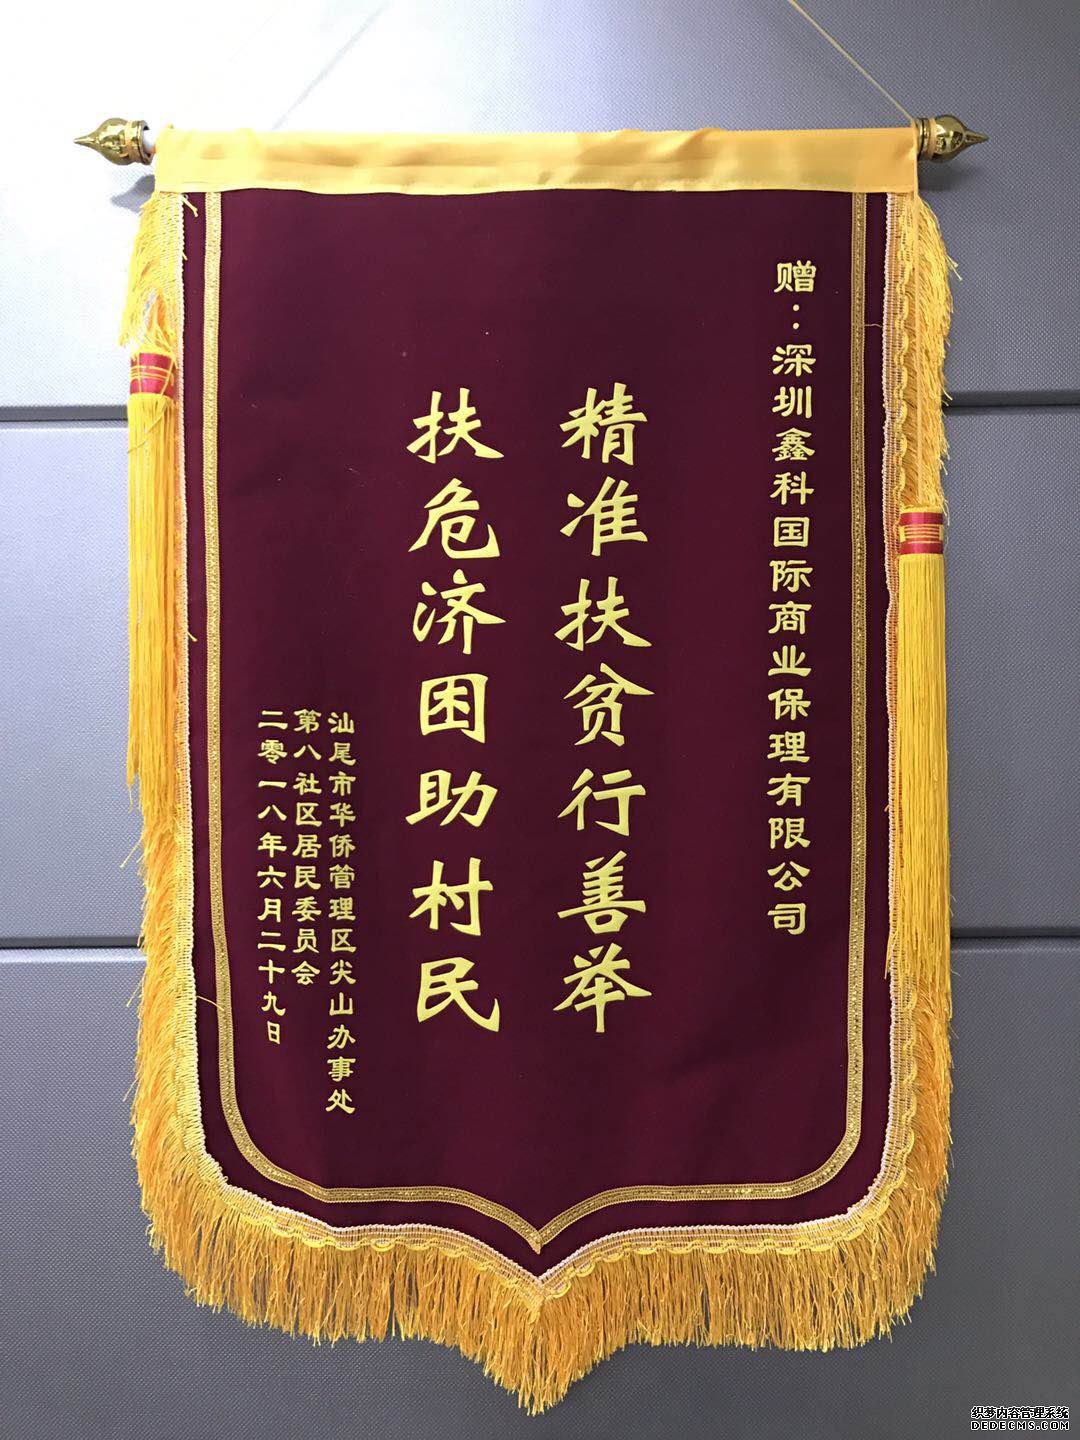 赠：深圳鑫科国际商业保理有限公司
精准扶贫行善举
扶危济困助村民
汕尾市华侨管理区尖山办事处
第八社区居民委员会
二零一八年六月二十九日
织梦内容管理系统
DEDECMS.COM